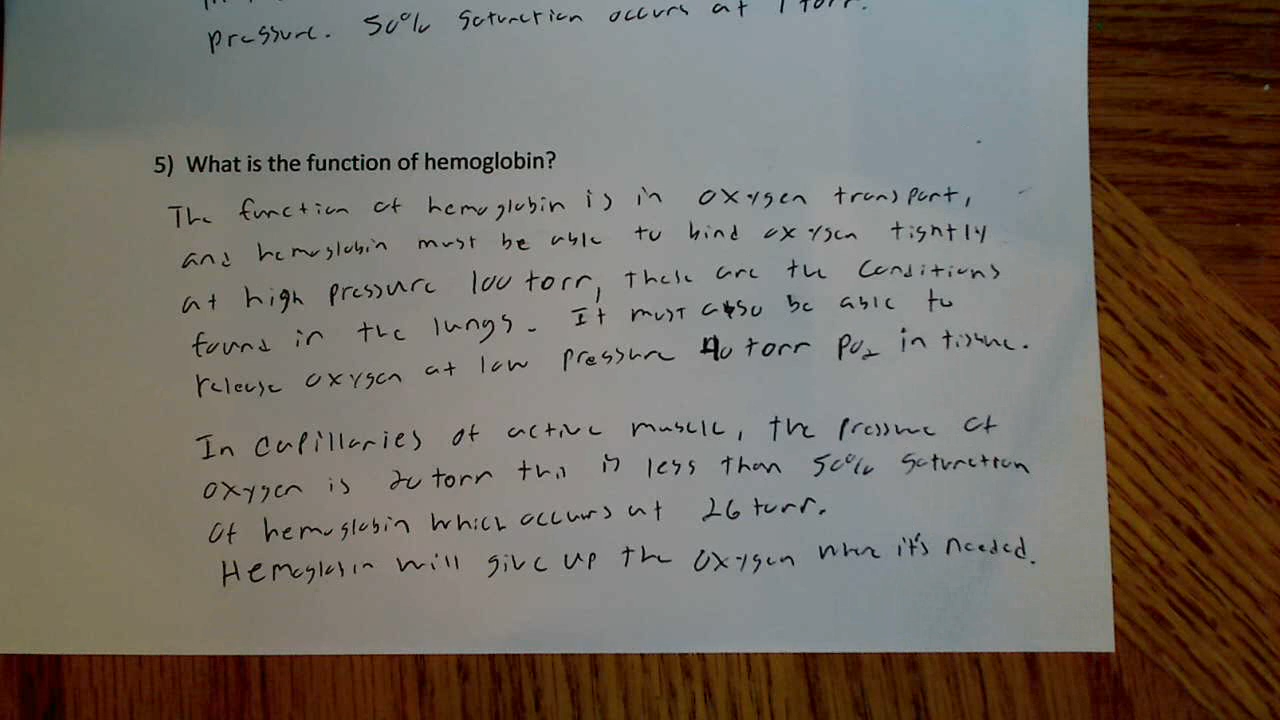 pressure. 50% saturation occurs at 1 torr.
5) What is the function of hemoglobin?
The function of hemoglobin is in oxygen transport,
and hemoglobin must be able to bind oxygen tightly
at high pressure 100 torr, these are the conditions
found in the lungs. It must also be able to
release oxygen at low pressure 40 torr PO2 in tissue.
In capillaries of active muscle, the pressure of
oxygen is 20 torr this is less than 50% saturation
of hemoglobin which occurs at 26 torr.
Hemoglobin will give up the oxygen when it's needed.